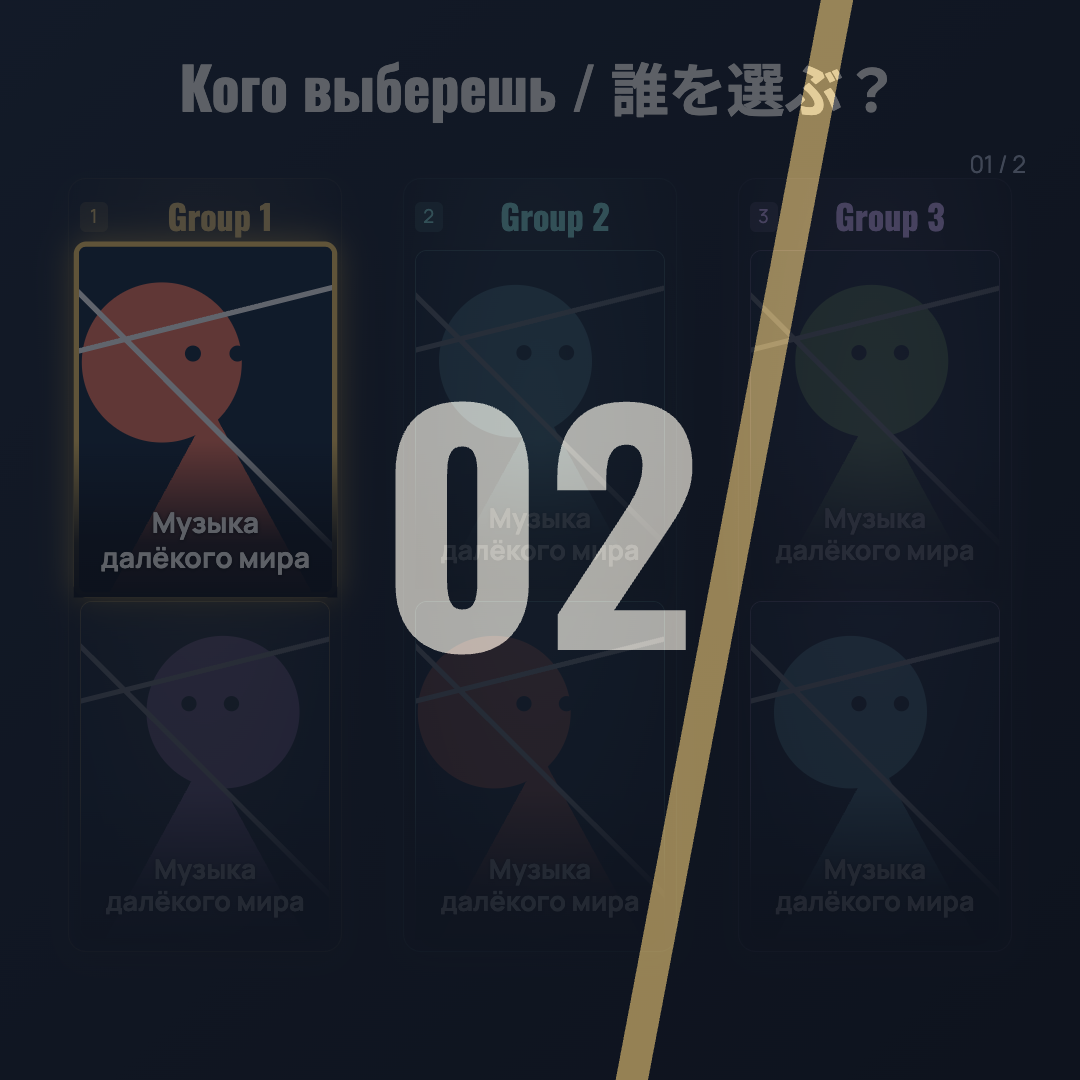 Кого выберешь / 誰を選ぶ？
01 / 2
1
Group 1
2
Group 2
3
Group 3
Музыка
далёкого мира
Музыка
далёкого мира
Музыка
далёкого мира
02
Музыка
далёкого мира
Музыка
далёкого мира
Музыка
далёкого мира